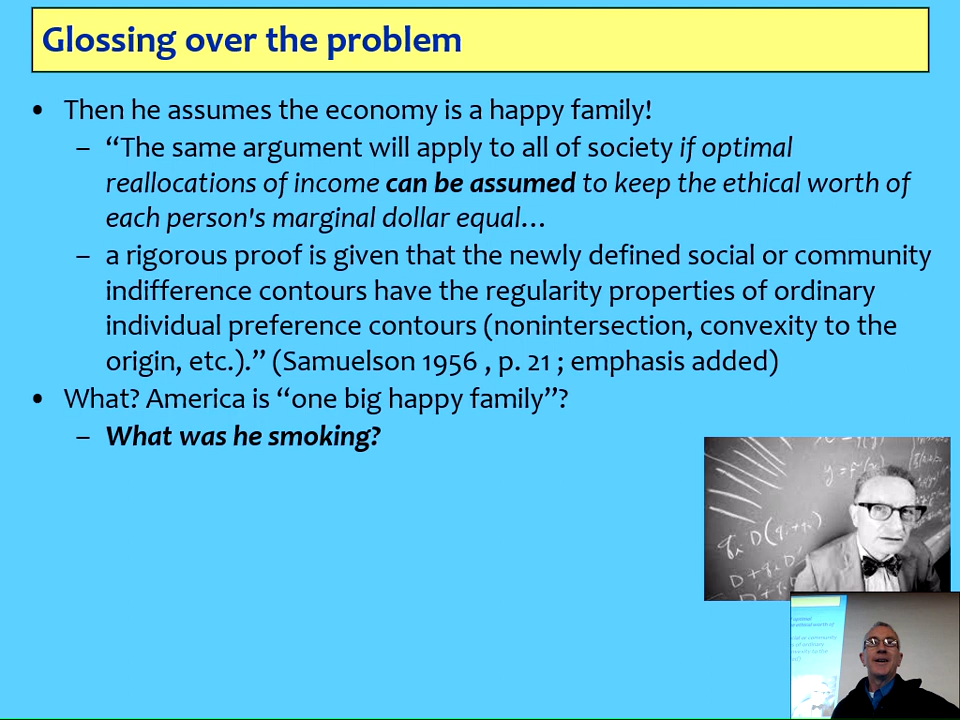 Glossing over the problem
• Then he assumes the economy is a happy family!
– “The same argument will apply to all of society if optimal
reallocations of income can be assumed to keep the ethical worth of
each person's marginal dollar equal…
– a rigorous proof is given that the newly defined social or community
indifference contours have the regularity properties of ordinary
individual preference contours (nonintersection, convexity to the
origin, etc.).” (Samuelson 1956 , p. 21 ; emphasis added)
• What? America is “one big happy family”?
– What was he smoking?